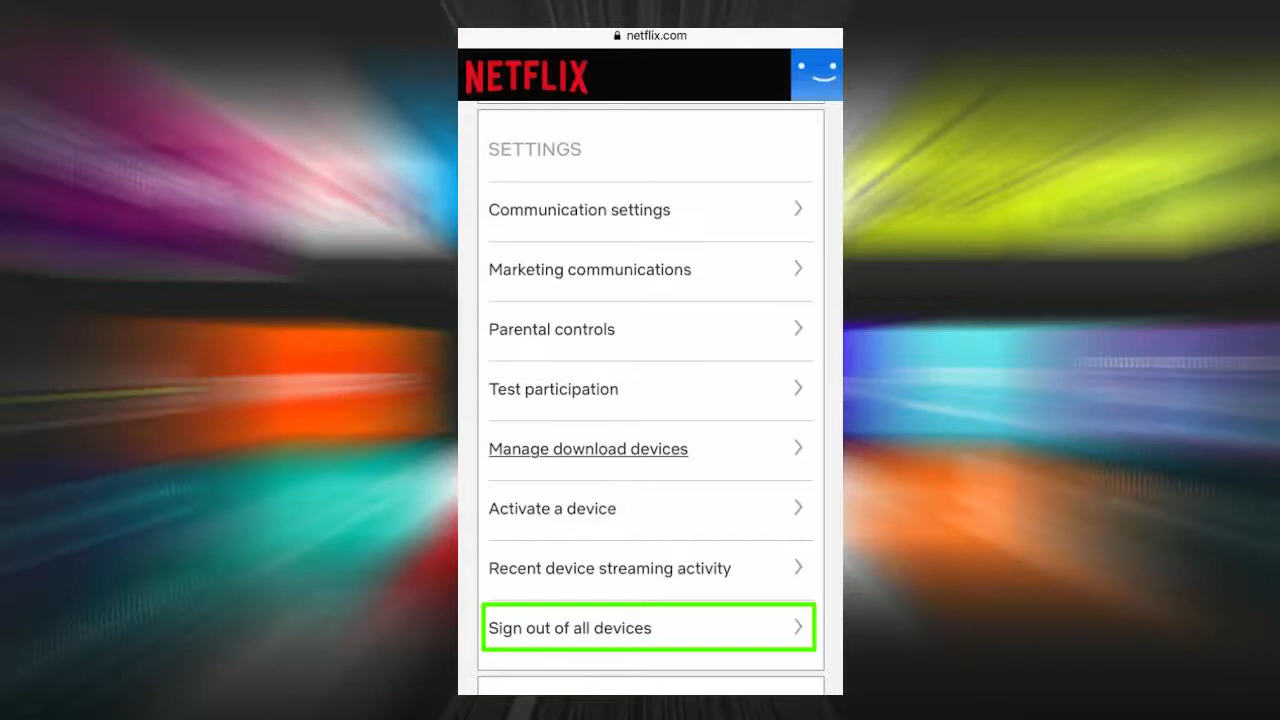 netflix.com
NETFLIX
SETTINGS
Communication settings
Marketing communications
Parental controls
Test participation
Manage download devices
Activate a device
Recent device streaming activity
Sign out of all devices